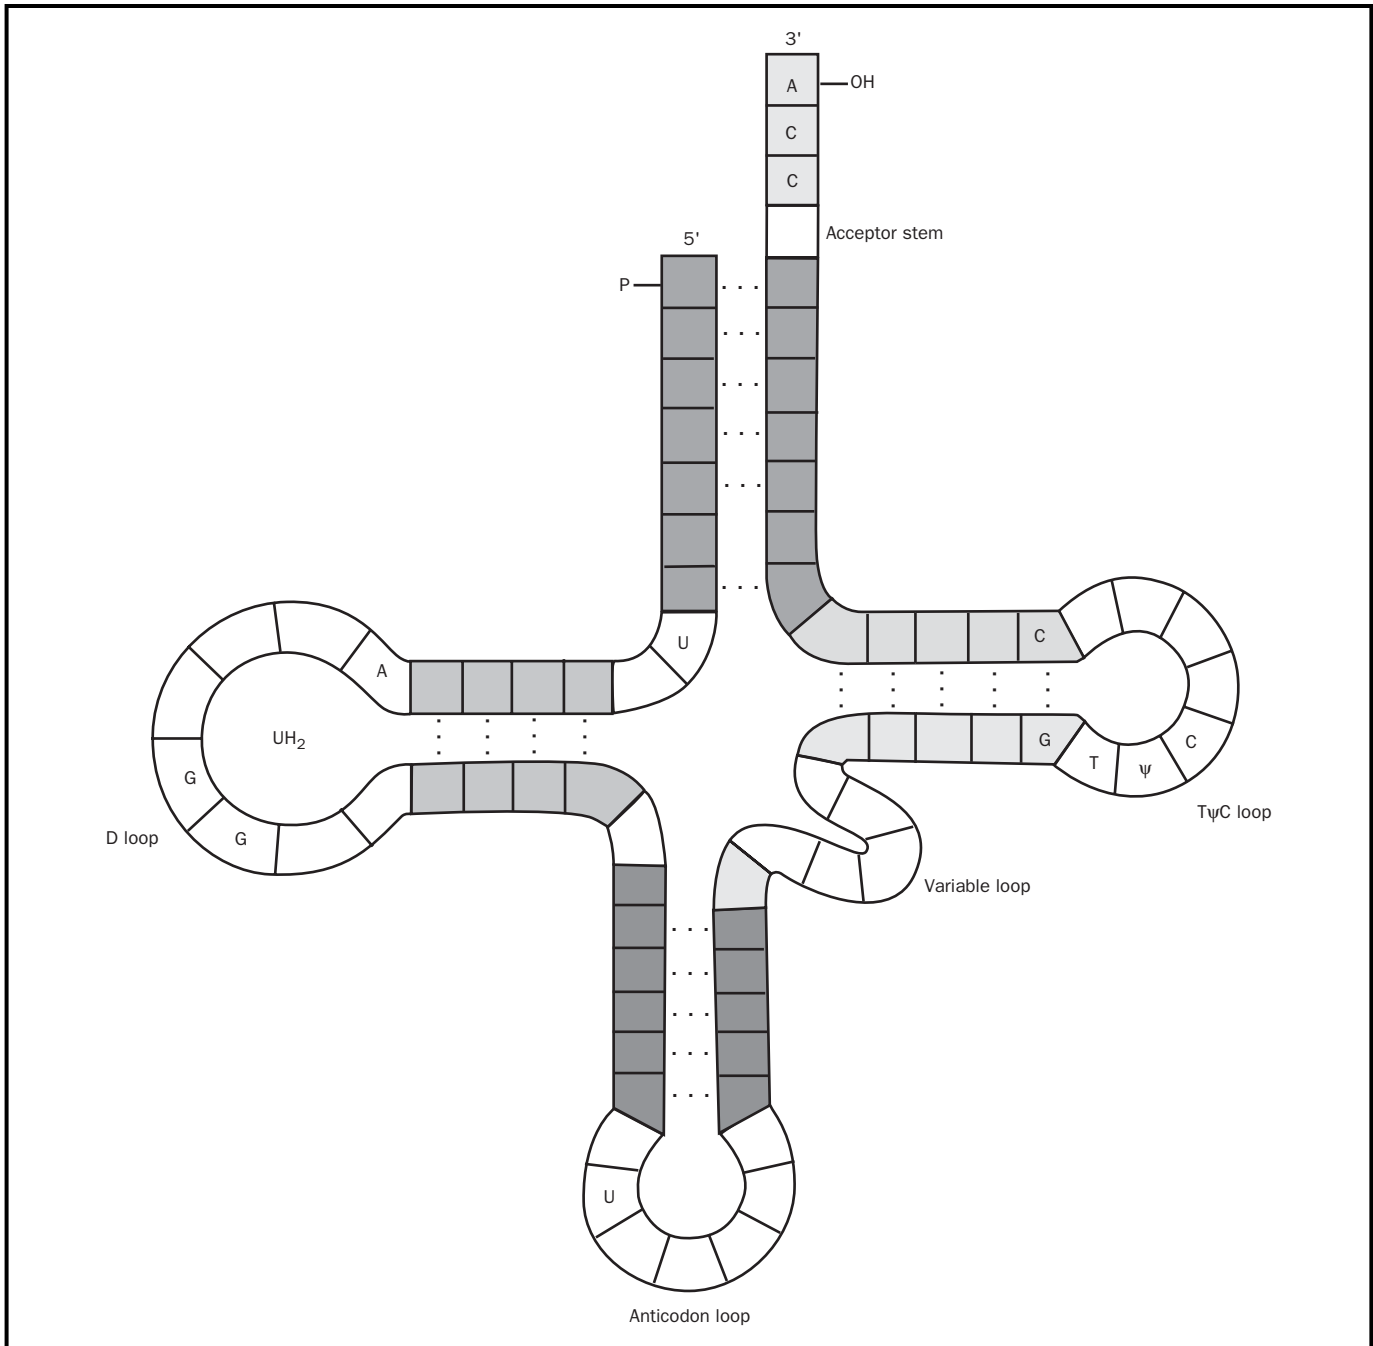 3'
A
OH
C
C
Acceptor stem
5'
P
U
C
A
UH2
G
C
T
ψ
G
TψC loop
D loop
G
Variable loop
U
Anticodon loop